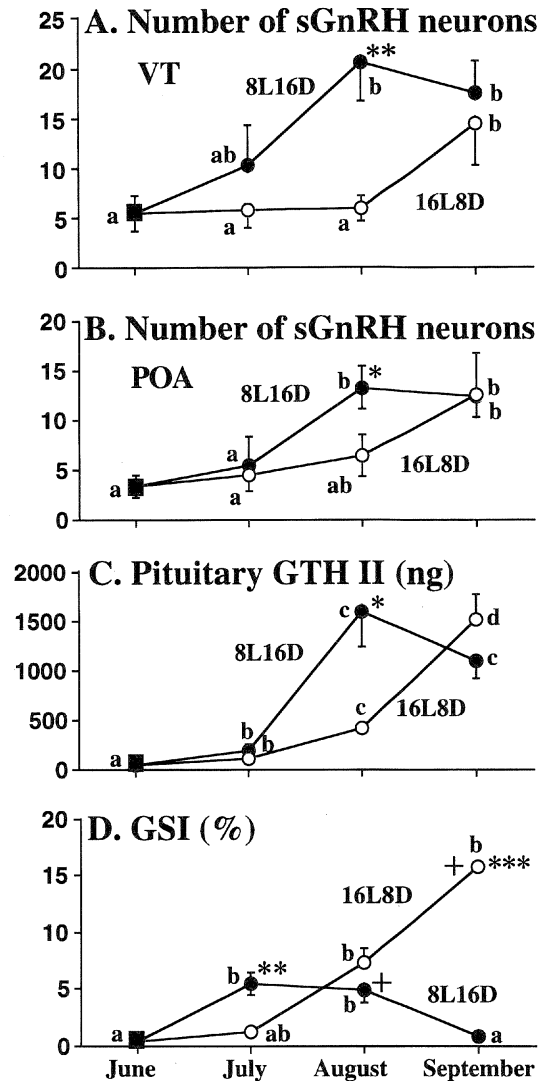 A. Number of sGnRH neurons
25
VT
8L16D
**
20
b
b
15
ab
b
10
a
5
a
a
16L8D
0
B. Number of sGnRH neurons
20
POA
15
8L16D
b
*
b
10
a
b
5
a
a
ab
16L8D
0
C. Pituitary GTH II (ng)
2000
1500
c
*
d
8L16D
1000
c
500
b
b
c
16L8D
a
0
D. GSI (%)
20
b
15
+
***
16L8D
10
b
**
b
5
+
b
8L16D
a
ab
a
0
June July August September